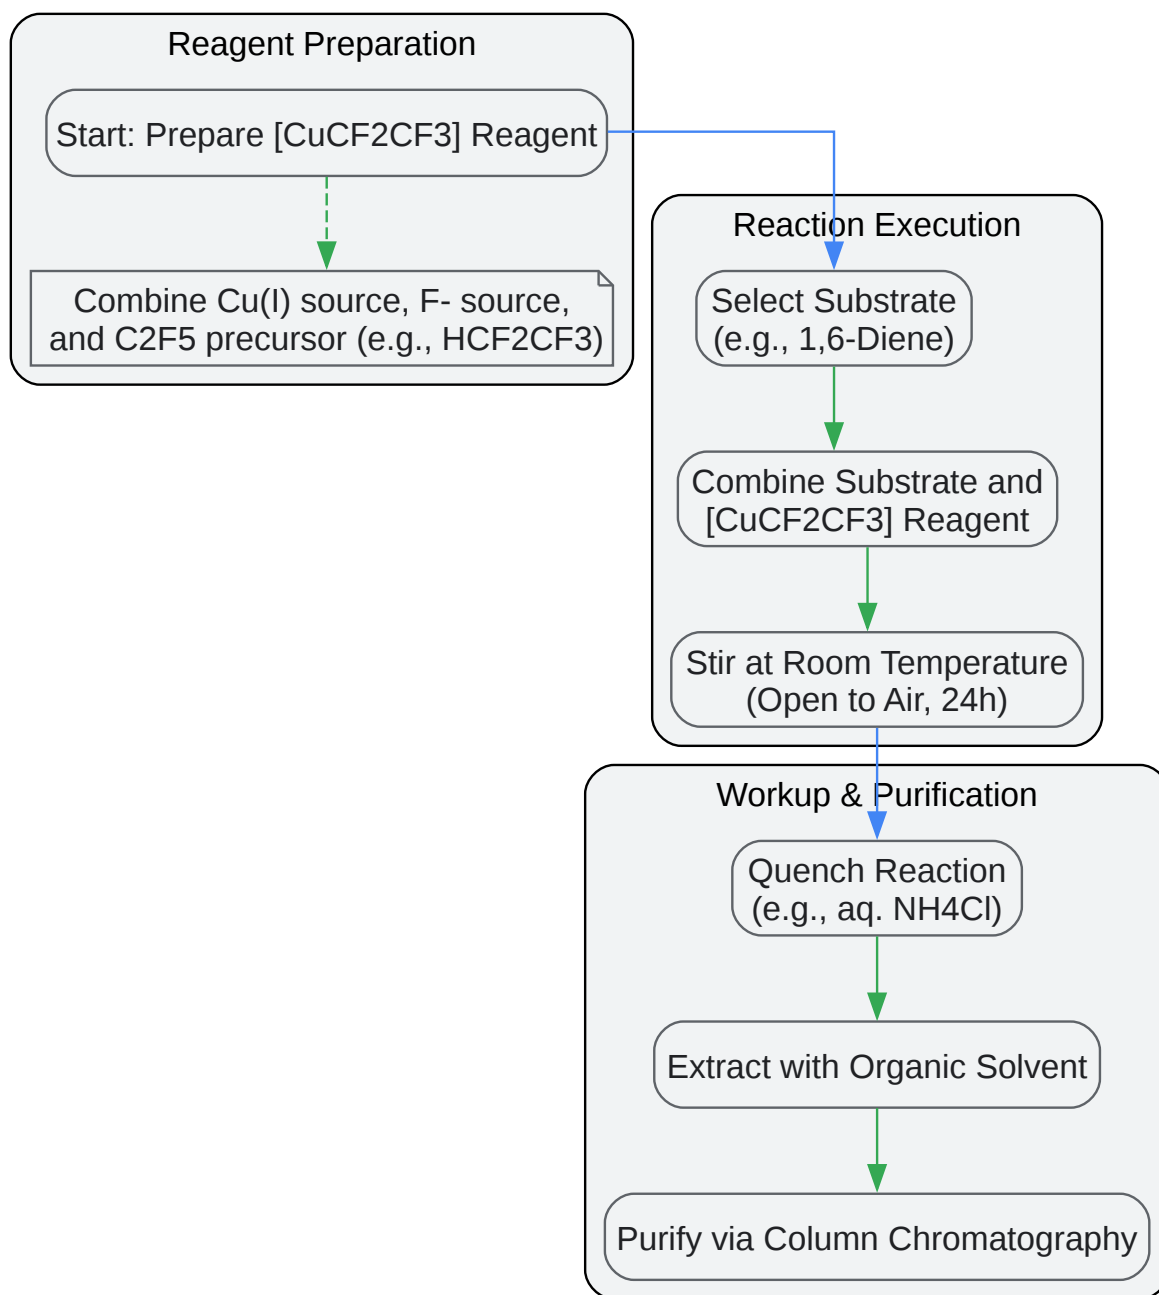 Reagent Preparation
Start: Prepare [CuCF2CF3] Reagent
Combine Cu(I) source, F- source,
and C2F5 precursor (e.g., HCF2CF3)
Reaction Execution
Select Substrate
(e.g., 1,6-Diene)
Combine Substrate and
[CuCF2CF3] Reagent
Stir at Room Temperature
(Open to Air, 24h)
Workup & Purification
Quench Reaction
(e.g., aq. NH4Cl)
Extract with Organic Solvent
Purify via Column Chromatography